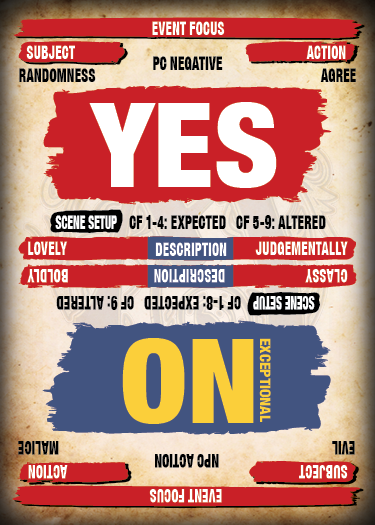 EVENT FOCUS
SUBJECT ACTION
PC NEGATIVE
RANDOMNESS AGREE
YES
SCENE SETUP CF 1-4: EXPECTED CF 5-9: ALTERED
LOVELY DESCRIPTION JUDGEMENTALLY
EVENT FOCUS
SUBJECT ACTION
NPC ACTION
EVIL MALICE
EXCEPTIONAL
NO
SCENE SETUP CF 1-8: EXPECTED CF 9: ALTERED
CLASSY DESCRIPTION BOLDLY